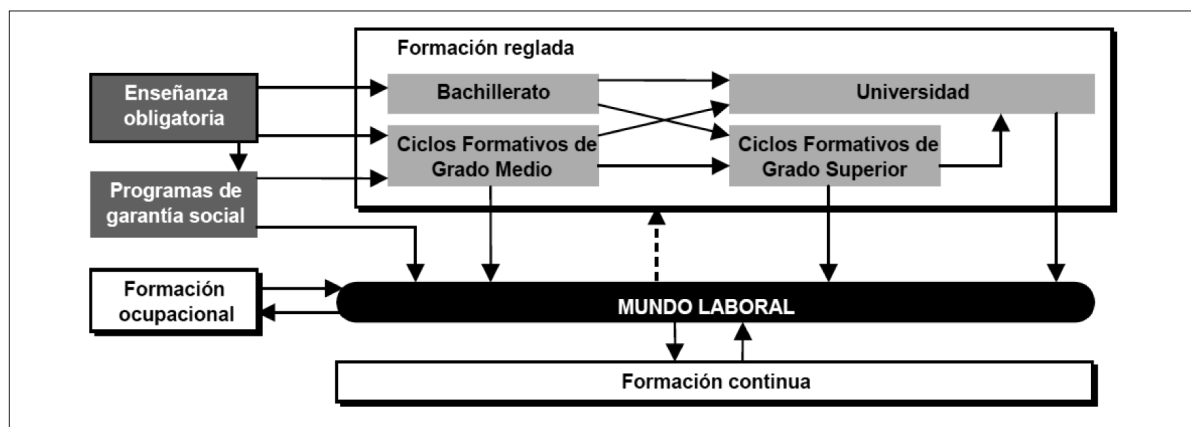 Formación reglada
Enseñanza
obligatoria
Bachillerato
Universidad
Ciclos Formativos de
Grado Medio
Ciclos Formativos de
Grado Superior
Programas de
garantía social
Formación
ocupacional
MUNDO LABORAL
Formación continua